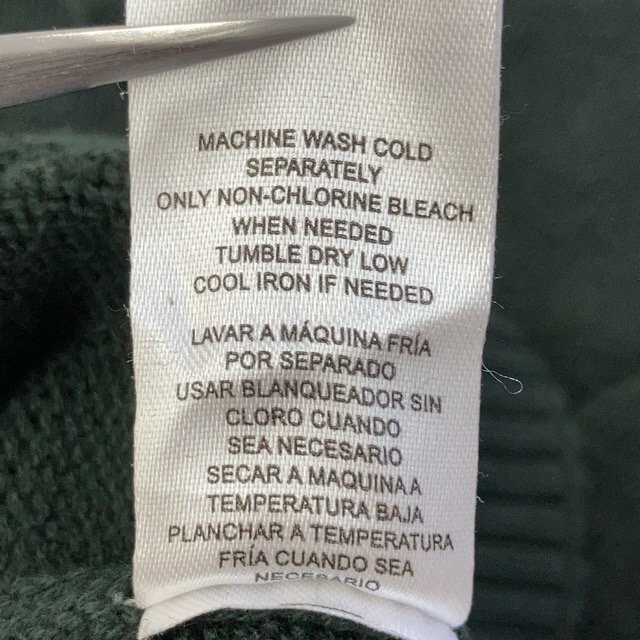 MACHINE WASH COLD
SEPARATELY
ONLY NON-CHLORINE BLEACH
WHEN NEEDED
TUMBLE DRY LOW
COOL IRON IF NEEDED
LAVAR A MÁQUINA FRÍA
POR SEPARADO
USAR BLANQUEADOR SIN
CLORO CUANDO
SEA NECESARIO
SECAR A MAQUINA A
TEMPERATURA BAJA
PLANCHAR A TEMPERATURA
FRÍA CUANDO SEA
NECESARIO